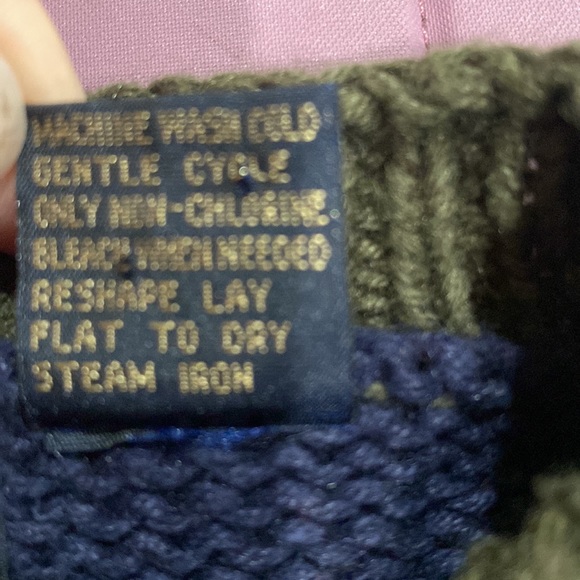 MACHINE WASH COLD
GENTLE CYCLE
ONLY NON-CHLORINE
BLEACH WHEN NEEDED
RESHAPE LAY
FLAT TO DRY
STEAM IRON